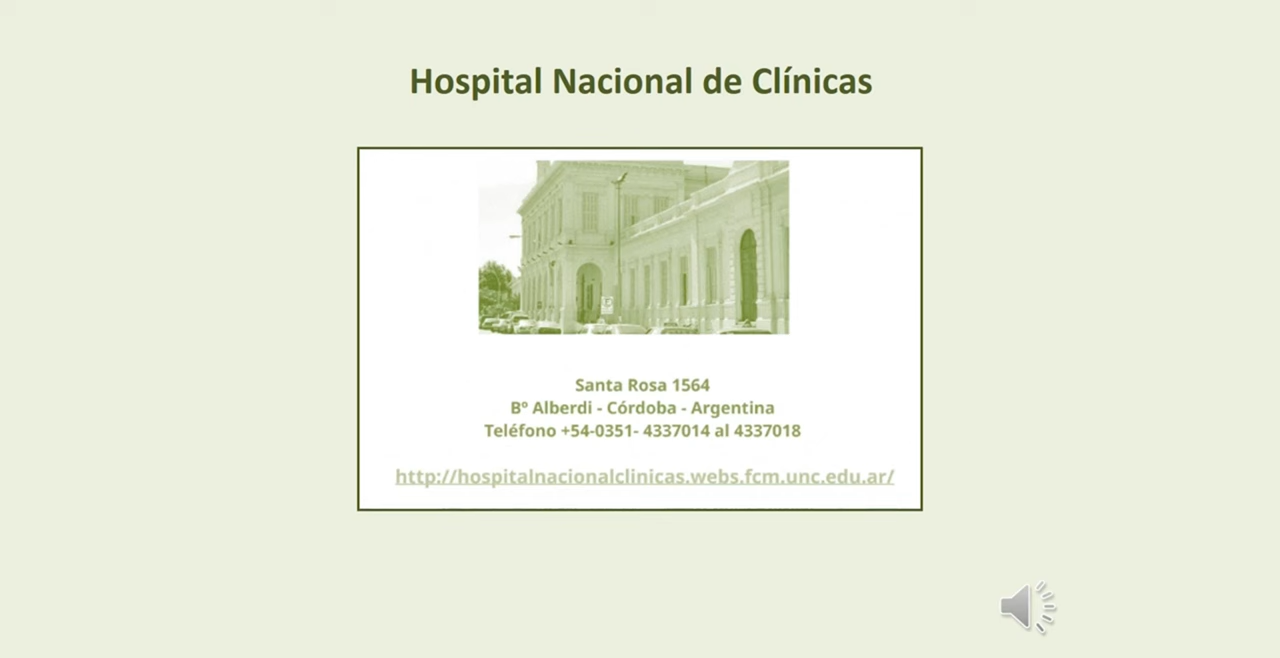 Hospital Nacional de Clínicas
Santa Rosa 1564
Bº Alberdi - Córdoba - Argentina
Teléfono +54-0351- 4337014 al 4337018
http://hospitalnacionalclinicas.webs.fcm.unc.edu.ar/